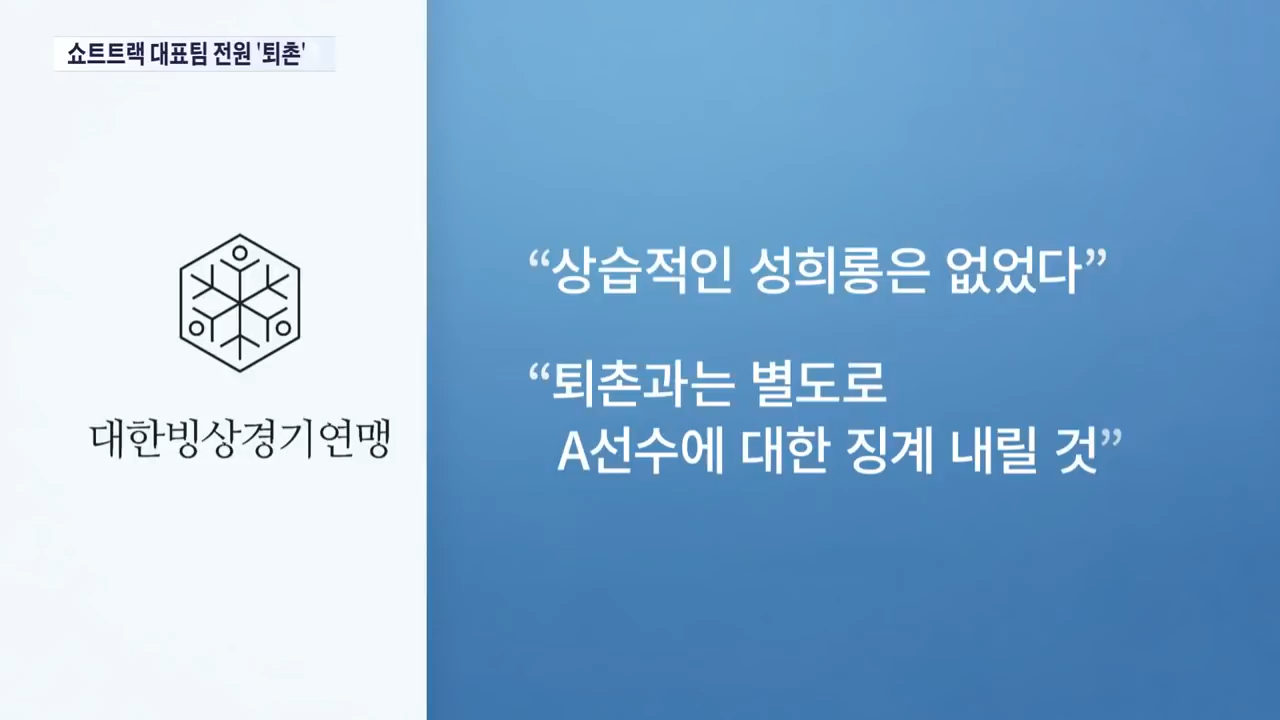 쇼트트랙 대표팀 전원 '퇴촌'
대한빙상경기연맹
“상습적인 성희롱은 없었다”
“퇴촌과는 별도로
A선수에 대한 징계 내릴 것”